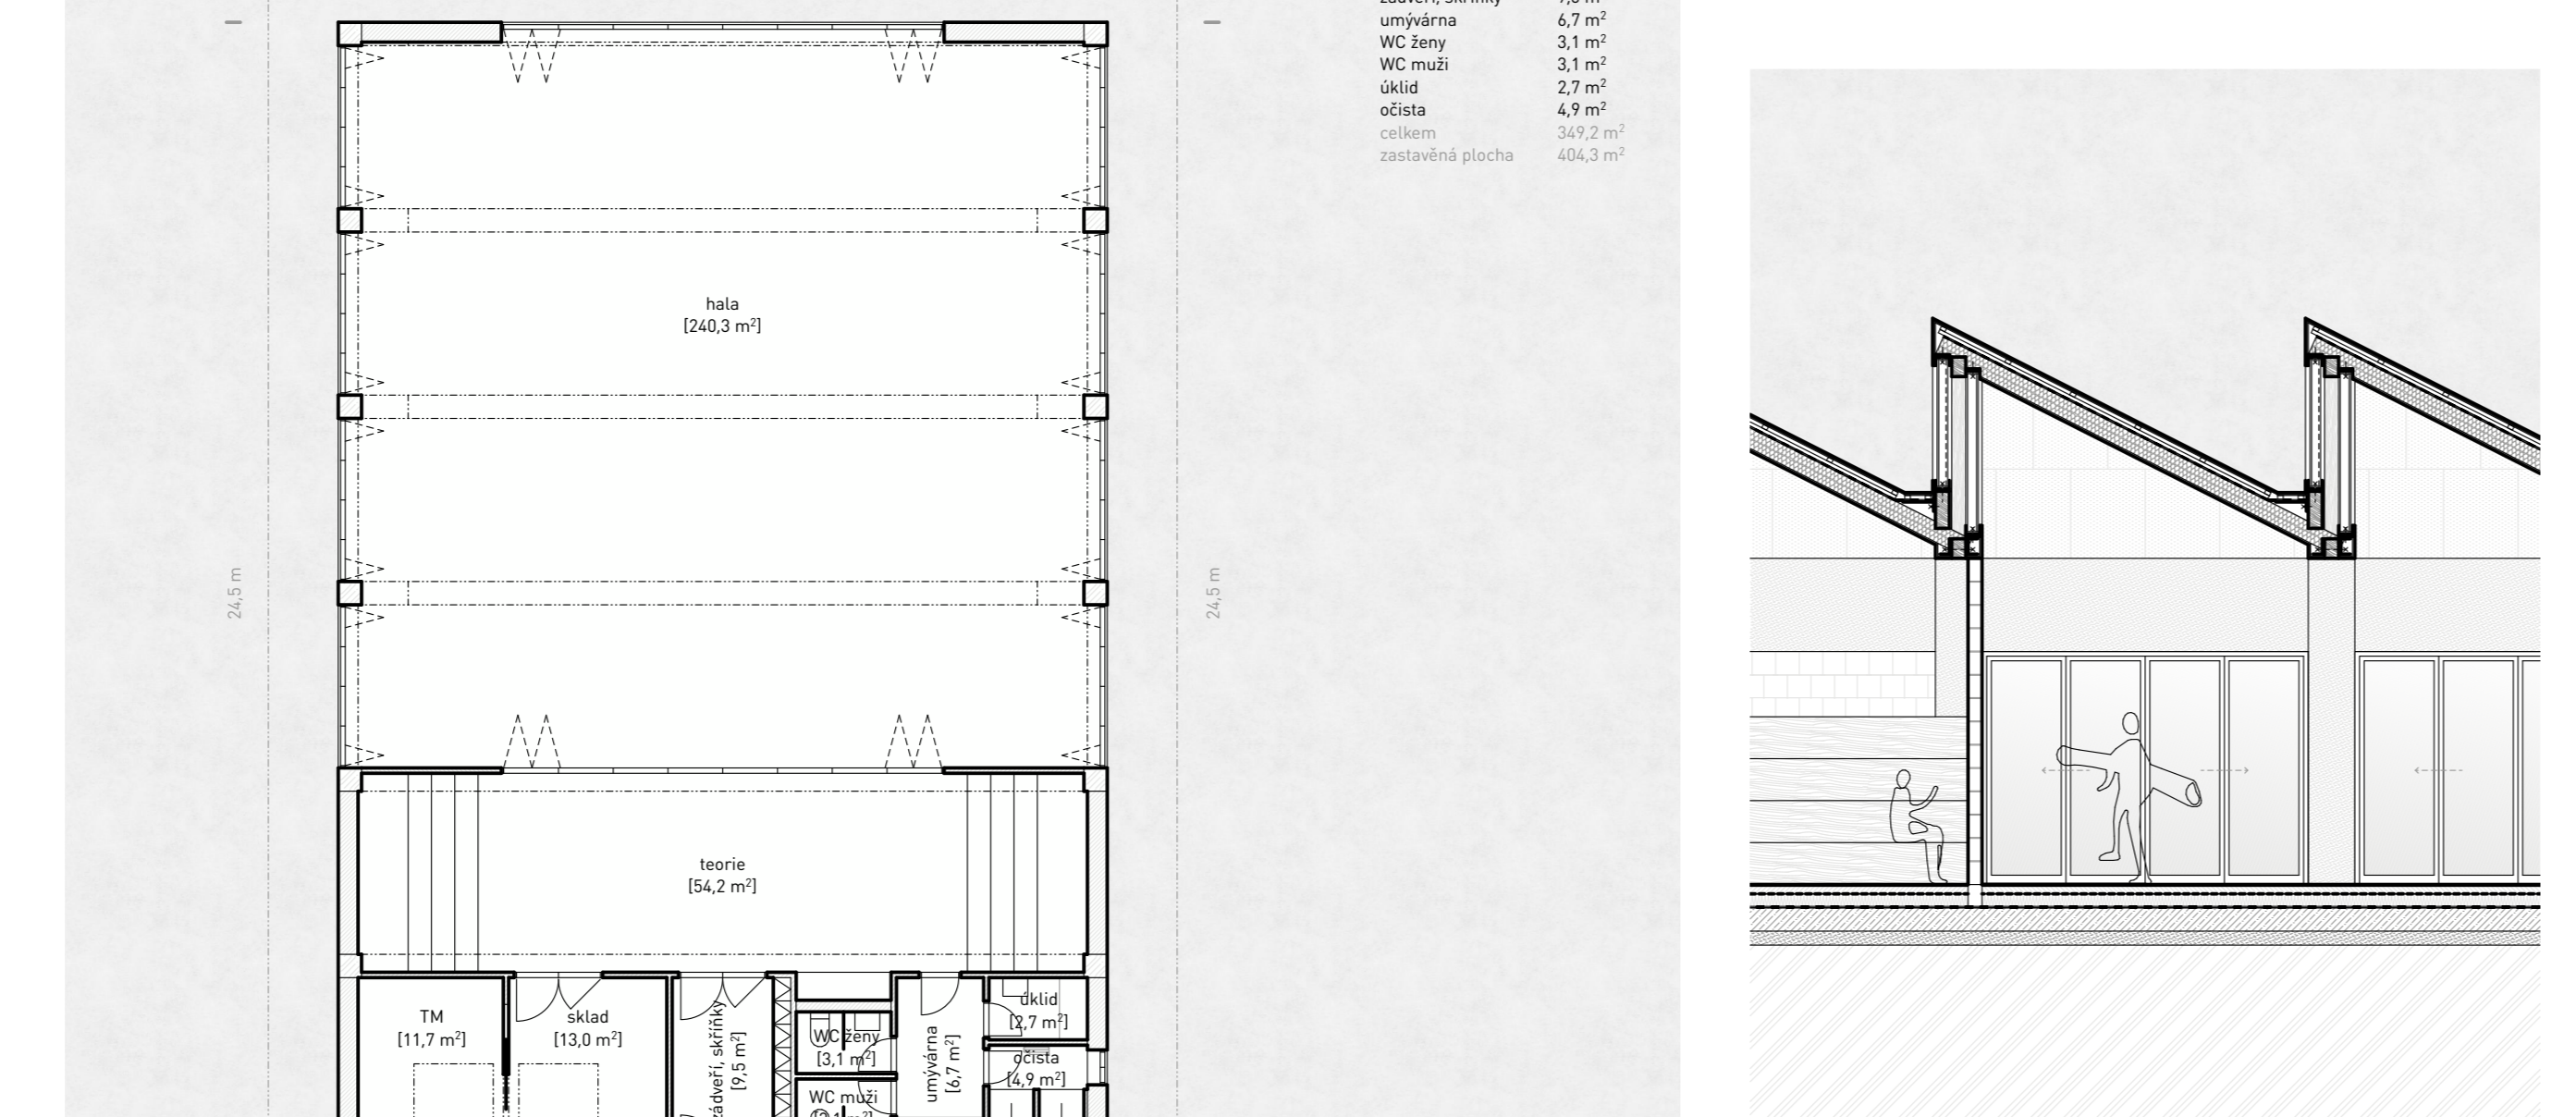 umývárna 6,7 m²
WC ženy 3,1 m²
WC muži 3,1 m²
úklid 2,7 m²
očista 4,9 m²
celkem 349,2 m²
zastavěná plocha 404,3 m²
hala
[240,3 m²]
24,5 m
24,5 m
teorie
[54,2 m²]
TM
[11,7 m²]
sklad
[13,0 m²]
zádveří, skříňky
[9,5 m²]
WC ženy
[3,1 m²]
WC muži
umývárna
[6,7 m²]
úklid
[2,7 m²]
očista
[4,9 m²]